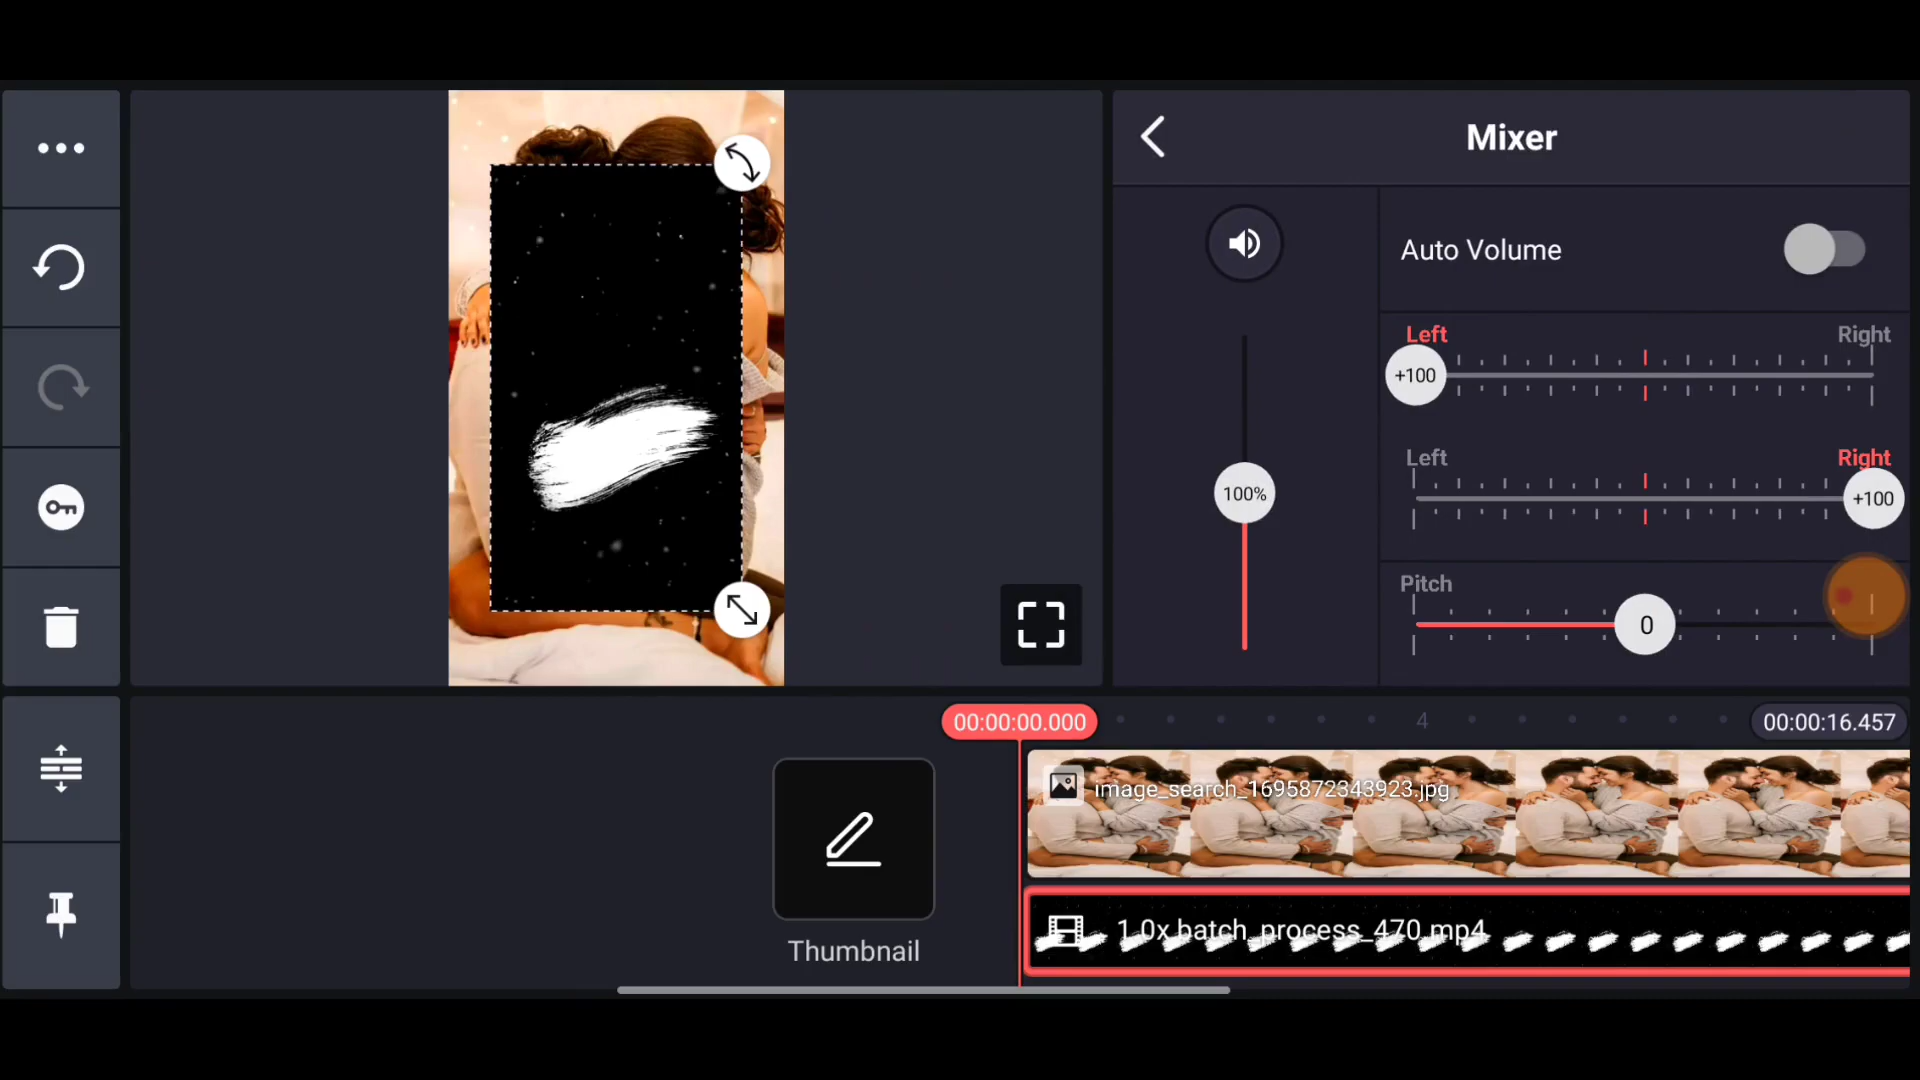 Mixer
Auto Volume
Left Right
+100
Left Right
+100
100%
Pitch
0
00:00:00.000
4
00:00:16.457
image_search_1695872343923.jpg
1.0x batch_process_470.mp4
Thumbnail